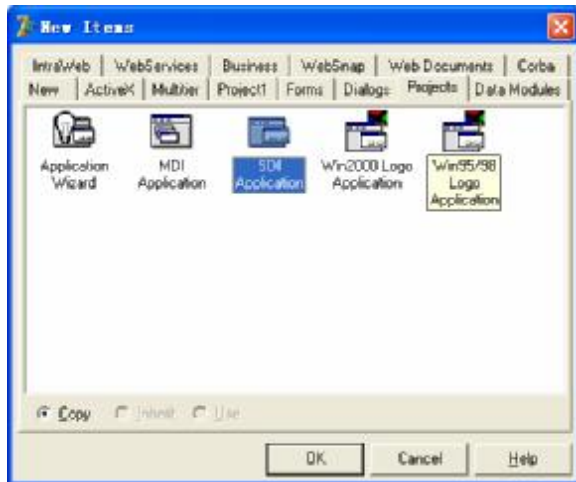 New Items
IntraWeb WebServices Business WebSnap Web Documents Corba
New ActiveX Multitier Project1 Forms Dialogs Projects Data Modules
Application Wizard
MDI Application
SDI Application
Win2000 Logo Application
Win95/98 Logo Application
Copy Inherit Use
OK Cancel Help